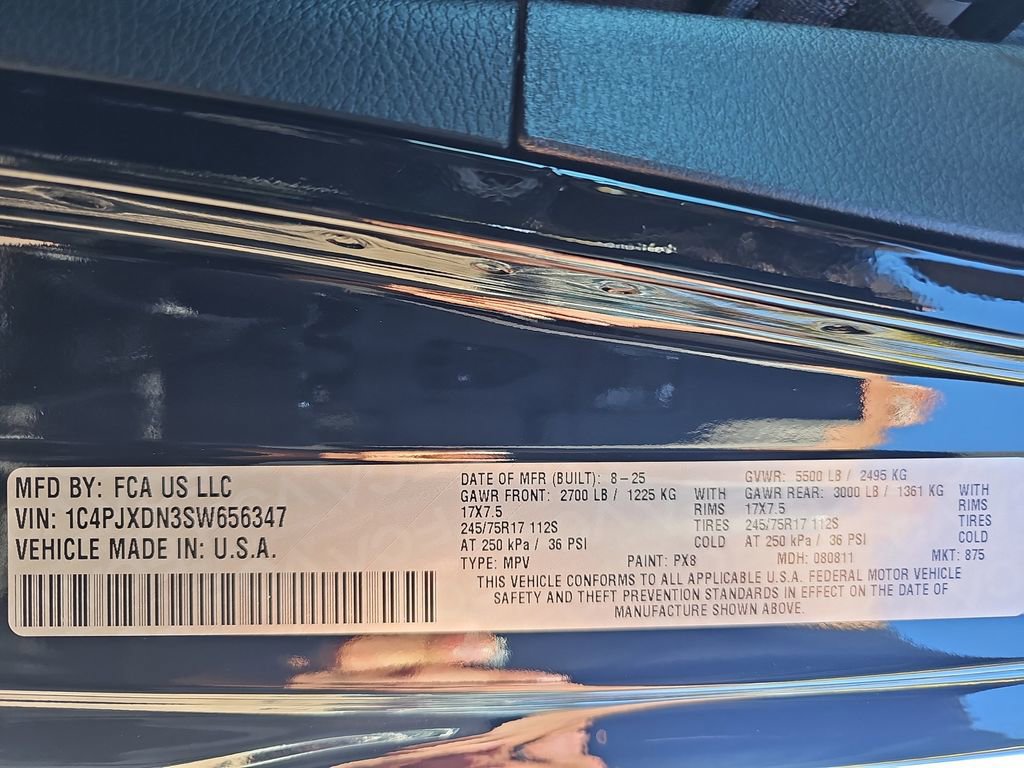 MFD BY: FCA US LLC
VIN: 1C4PJXDN3SW656347
VEHICLE MADE IN: U.S.A.
DATE OF MFR (BUILT): 8-25 GVWR: 5500 LB / 2495 KG
GAWR FRONT: 2700 LB / 1225 KG WITH GAWR REAR: 3000 LB / 1361 KG WITH
17X7.5 RIMS 17X7.5 RIMS
245/75R17 112S TIRES 245/75R17 112S TIRES
AT 250 kPa / 36 PSI COLD AT 250 kPa / 36 PSI COLD
TYPE: MPV PAINT: PX8 MDH: 080811 MKT: 875
THIS VEHICLE CONFORMS TO ALL APPLICABLE U.S.A. FEDERAL MOTOR VEHICLE
SAFETY AND THEFT PREVENTION STANDARDS IN EFFECT ON THE DATE OF
MANUFACTURE SHOWN ABOVE.